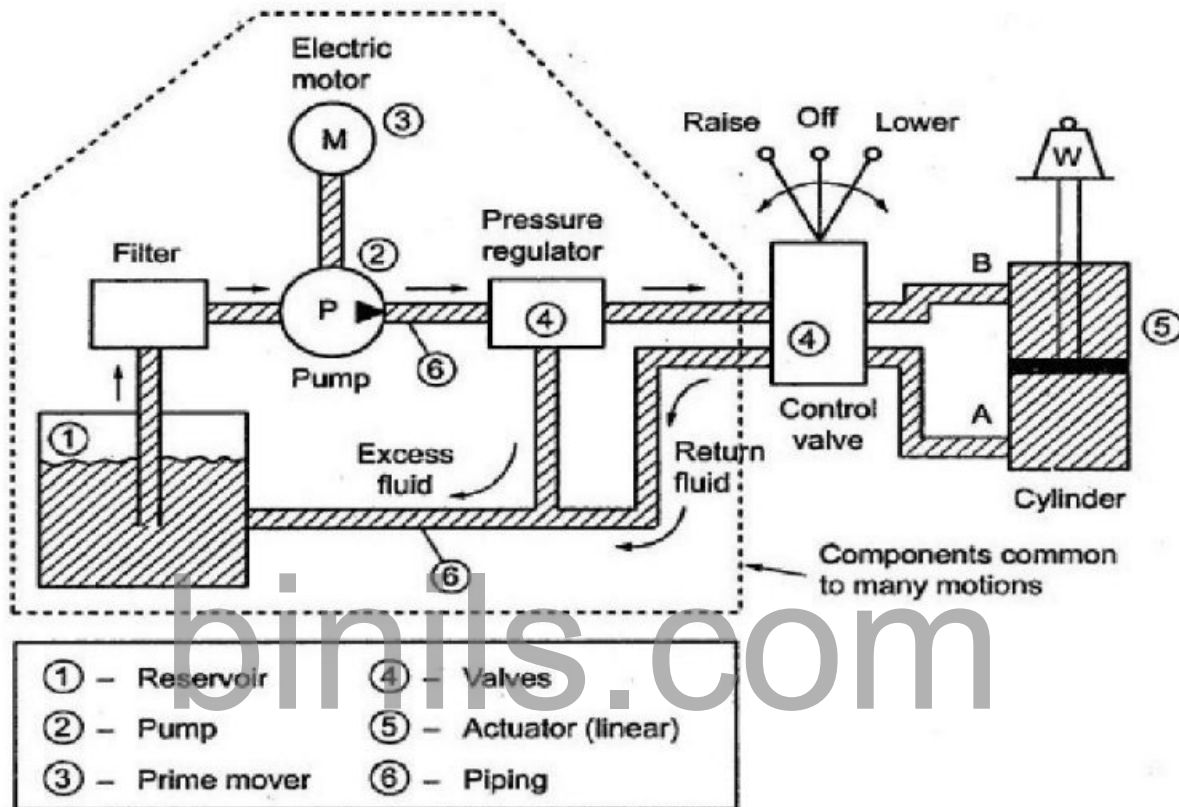 Electric
motor
M
③
Raise
Off
Lower
W
Filter
②
Pressure
regulator
B
P
④
④
⑤
⑥
Pump
Control
valve
A
①
Excess
fluid
Return
fluid
Cylinder
⑥
Components common
to many motions
binils.com
① – Reservoir
④ – Valves
② – Pump
⑤ – Actuator (linear)
③ – Prime mover
⑥ – Piping